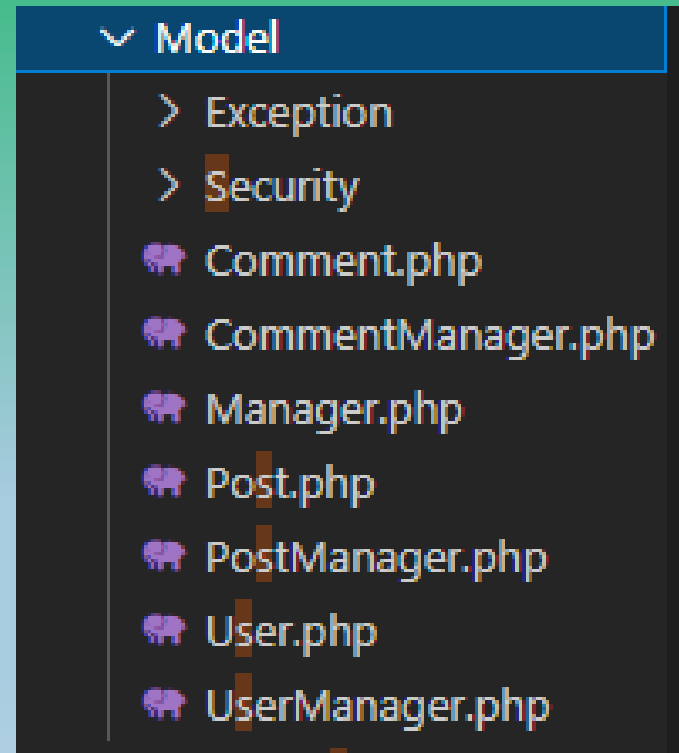 Model
Exception
Security
Comment.php
CommentManager.php
Manager.php
Post.php
PostManager.php
User.php
UserManager.php